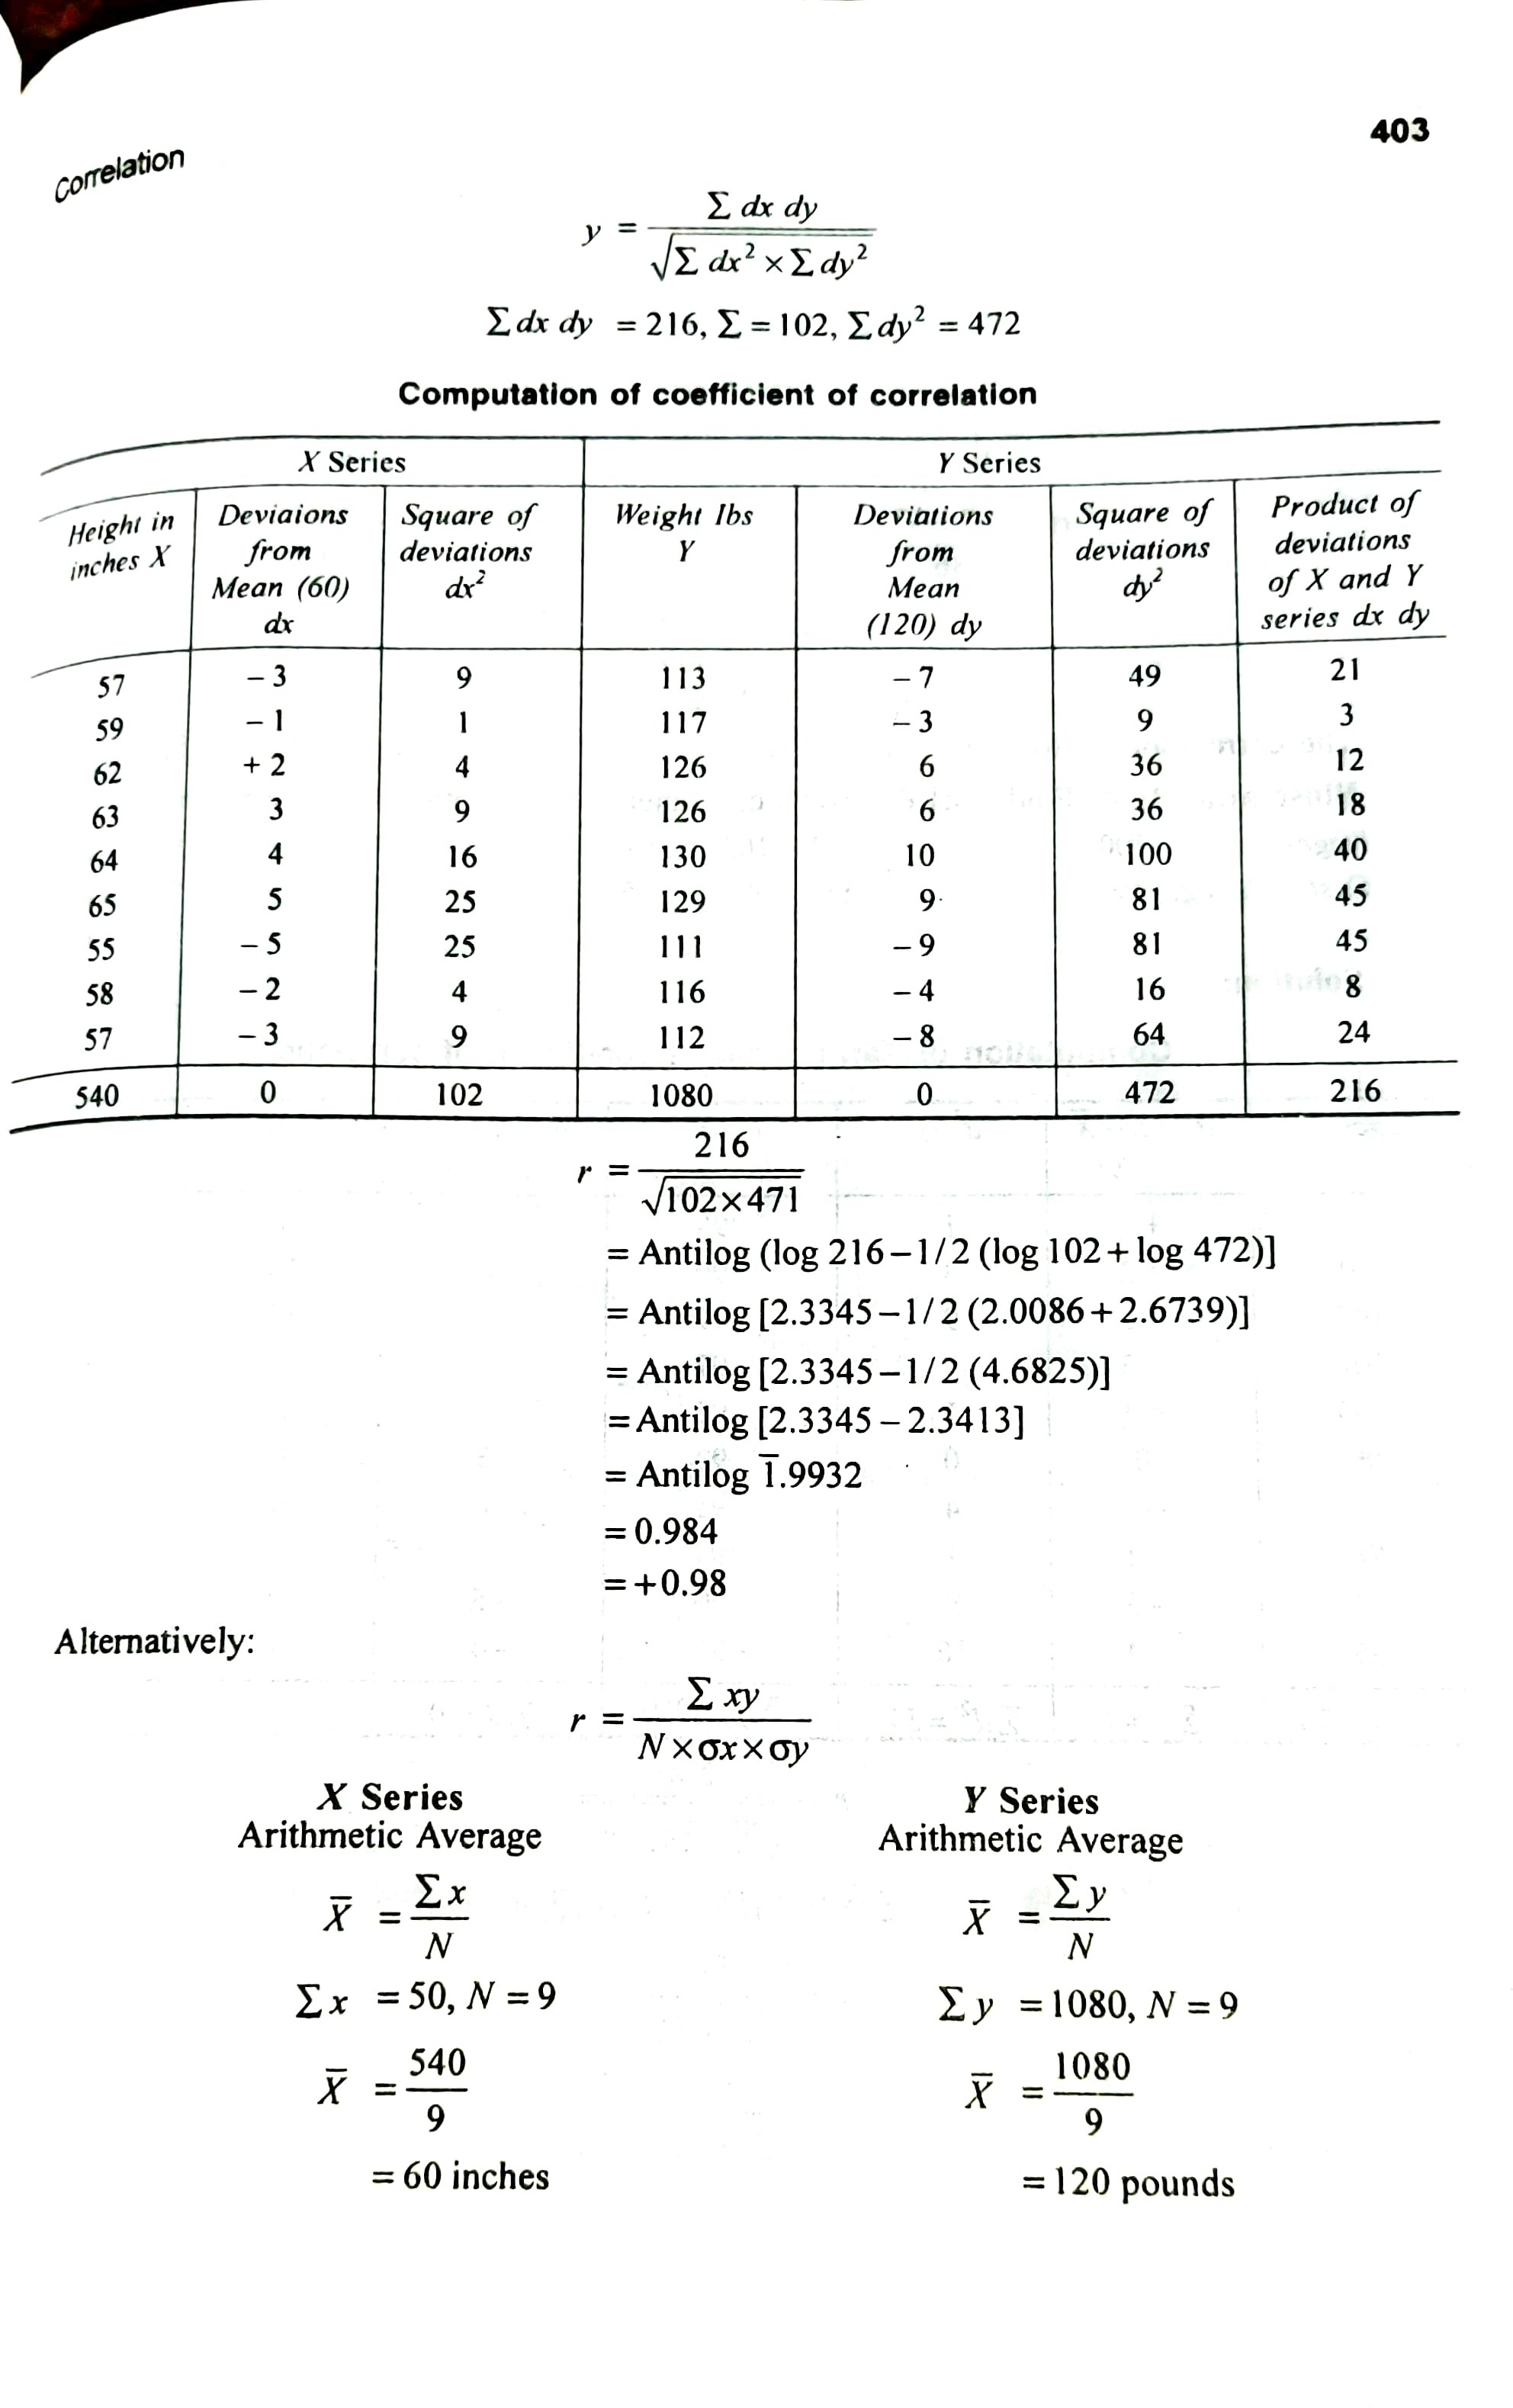 403
Correlation
y = Σ dx dy / √Σ dx² × Σ dy²
Σ dx dy = 216, Σ = 102, Σ dy² = 472
Computation of coefficient of correlation
X Series Y Series
Height in inches X | Deviaions from Mean (60) dx | Square of deviations dx² | Weight lbs Y | Deviations from Mean (120) dy | Square of deviations dy² | Product of deviations of X and Y series dx dy
57 − 3 9 113 − 7 49 21
59 − 1 1 117 − 3 9 3
62 + 2 4 126 6 36 12
63 3 9 126 6 36 18
64 4 16 130 10 100 40
65 5 25 129 9 81 45
55 − 5 25 111 − 9 81 45
58 − 2 4 116 − 4 16 8
57 − 3 9 112 − 8 64 24
540 0 102 1080 0 472 216
r = 216 / √102×471
= Antilog (log 216−1/2 (log 102+log 472)]
= Antilog [2.3345−1/2 (2.0086+2.6739)]
= Antilog [2.3345−1/2 (4.6825)]
= Antilog [2.3345−2.3413]
= Antilog 1̅.9932
= 0.984
= +0.98
Alternatively:
r = Σ xy / N×σx×σy
X Series Y Series
Arithmetic Average Arithmetic Average
X̅ = Σ x / N X̅ = Σ y / N
Σ x = 50, N = 9 Σ y = 1080, N = 9
X̅ = 540 / 9 X̅ = 1080 / 9
= 60 inches = 120 pounds